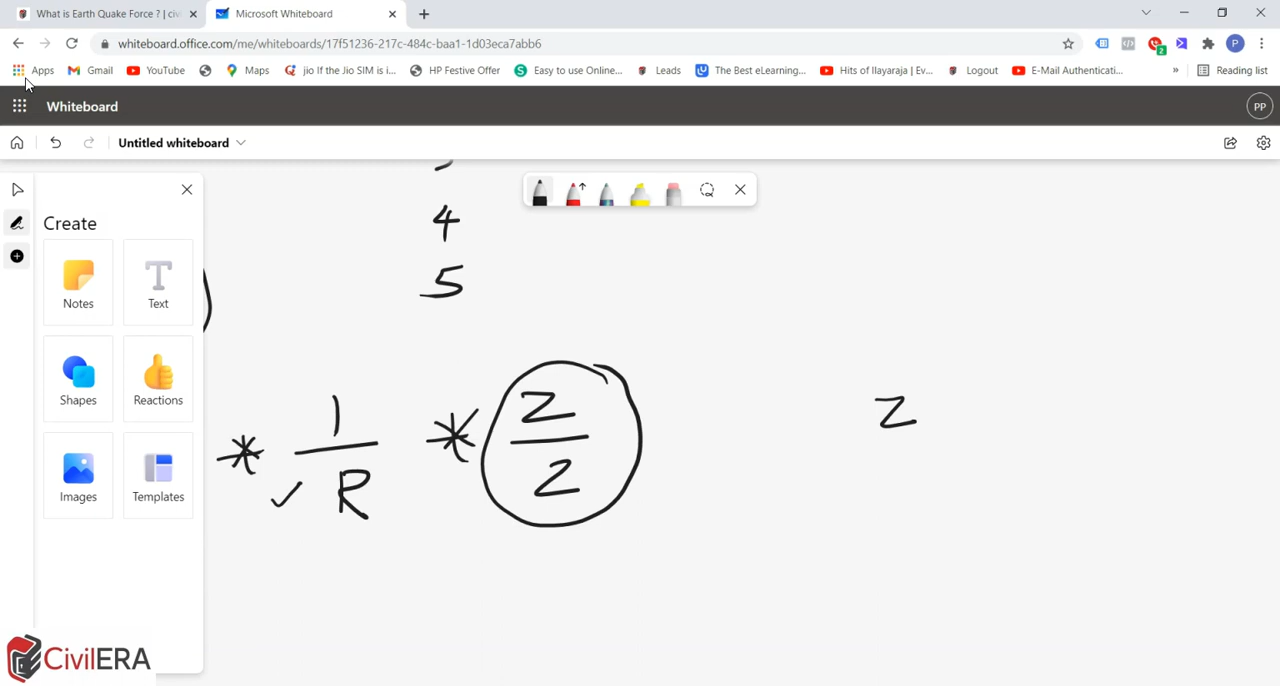 What is Earth Quake Force ? | civ
Microsoft Whiteboard
whiteboard.office.com/me/whiteboards/17f51236-217c-484c-baa1-1d03eca7abb6
2
P
Apps
Gmail
YouTube
Maps
jio If the Jio SIM is i...
HP Festive Offer
Easy to use Online...
Leads
The Best eLearning...
Hits of Ilayaraja | Ev...
Logout
E-Mail Authenticati...
»
Reading list
Whiteboard
PP
Untitled whiteboard
Create
Notes
Text
Shapes
Reactions
Images
Templates
4
5
)
* 1 * Z Z
R Z
CivilERA